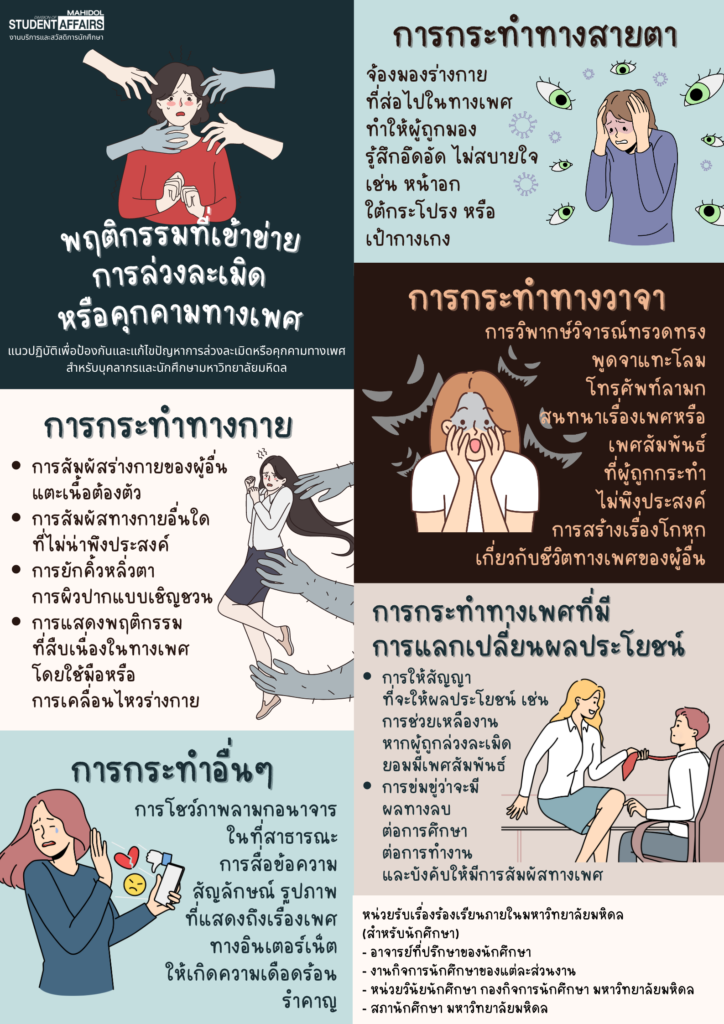 MAHIDOL
DIVISION OF
STUDENT AFFAIRS
งานบริการและสวัสดิการนักศึกษา
พฤติกรรมที่เข้าข่าย
การล่วงละเมิด
หรือคุกคามทางเพศ
แนวปฏิบัติเพื่อป้องกันและแก้ไขปัญหาการล่วงละเมิดหรือคุกคามทางเพศ
สำหรับบุคลากรและนักศึกษามหาวิทยาลัยมหิดล
การกระทำทางสายตา
จ้องมองร่างกาย
ที่ส่อไปในทางเพศ
ทำให้ผู้ถูกมอง
รู้สึกอึดอัด ไม่สบายใจ
เช่น หน้าอก
ใต้กระโปรง หรือ
เป้ากางเกง
การกระทำทางวาจา
การวิพากษ์วิจารณ์ทรวดทรง
พูดจาแทะโลม
โทรศัพท์ลามก
สนทนาเรื่องเพศหรือ
เพศสัมพันธ์
ที่ผู้ถูกกระทำ
ไม่พึงประสงค์
การสร้างเรื่องโกหก
เกี่ยวกับชีวิตทางเพศของผู้อื่น
การกระทำทางกาย
• การสัมผัสร่างกายของผู้อื่น
แตะเนื้อต้องตัว
• การสัมผัสทางกายอื่นใด
ที่ไม่น่าพึงประสงค์
• การยักคิ้วหลิ่วตา
การผิวปากแบบเชิญชวน
• การแสดงพฤติกรรม
ที่สืบเนื่องในทางเพศ
โดยใช้มือหรือ
การเคลื่อนไหวร่างกาย
การกระทำทางเพศที่มี
การแลกเปลี่ยนผลประโยชน์
• การให้สัญญา
ที่จะให้ผลประโยชน์ เช่น
การช่วยเหลืองาน
หากผู้ถูกล่วงละเมิด
ยอมมีเพศสัมพันธ์
• การข่มขู่ว่าจะมี
ผลทางลบ
ต่อการศึกษา
ต่อการทำงาน
และบังคับให้มีการสัมผัสทางเพศ
การกระทำอื่นๆ
การโชว์ภาพลามกอนาจาร
ในที่สาธารณะ
การสื่อข้อความ
สัญลักษณ์ รูปภาพ
ที่แสดงถึงเรื่องเพศ
ทางอินเตอร์เน็ต
ให้เกิดความเดือดร้อน
รำคาญ
หน่วยรับเรื่องร้องเรียนภายในมหาวิทยาลัยมหิดล
(สำหรับนักศึกษา)
- อาจารย์ที่ปรึกษาของนักศึกษา
- งานกิจการนักศึกษาของแต่ละส่วนงาน
- หน่วยวินัยนักศึกษา กองกิจการนักศึกษา มหาวิทยาลัยมหิดล
- สภานักศึกษา มหาวิทยาลัยมหิดล